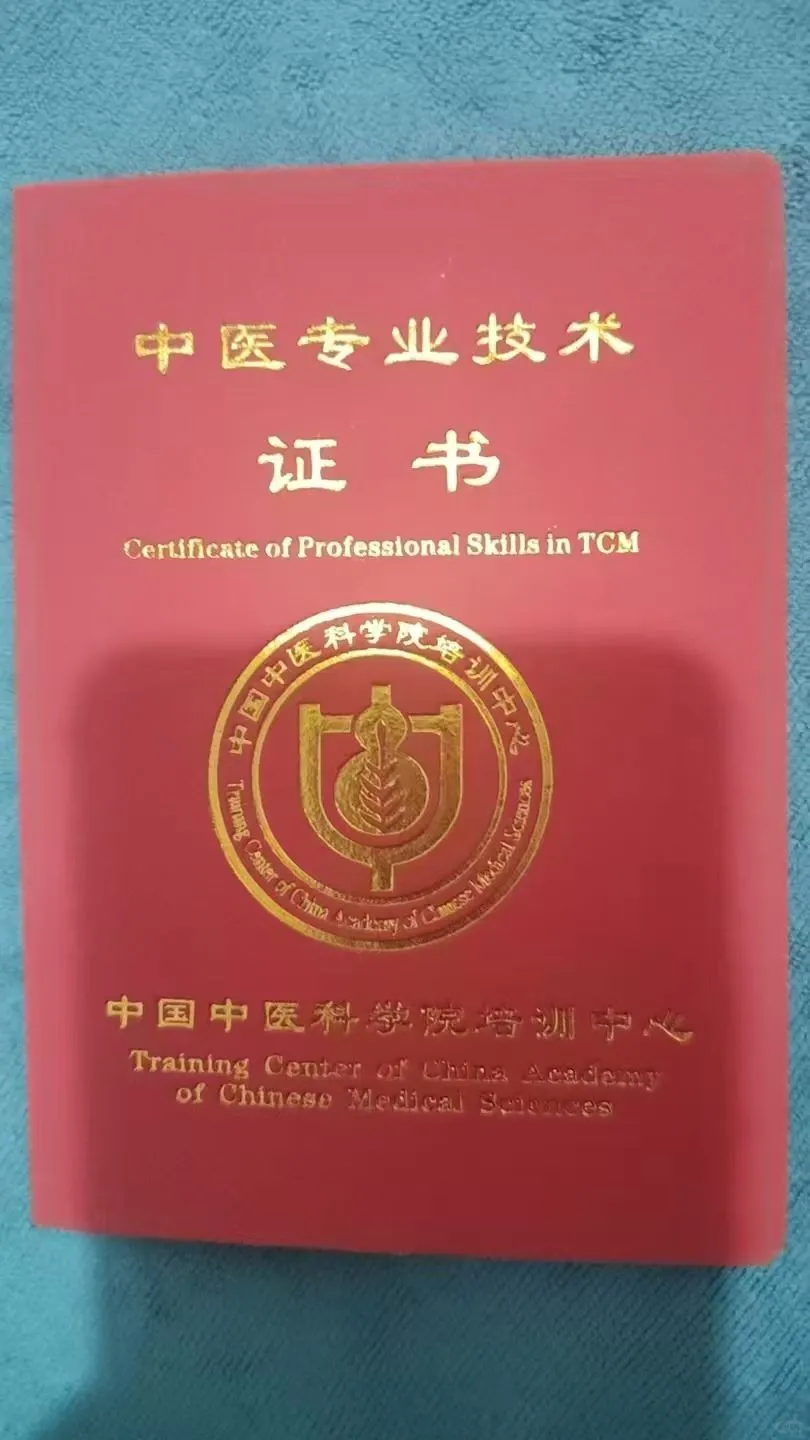 中医专业技术
证书
Certificate of Professional Skills in TCM
中国中医科学院培训中心
Training Center of China Academy of Chinese Medical Sciences
中国中医科学院培训中心
Training Center of China Academy
of Chinese Medical Sciences